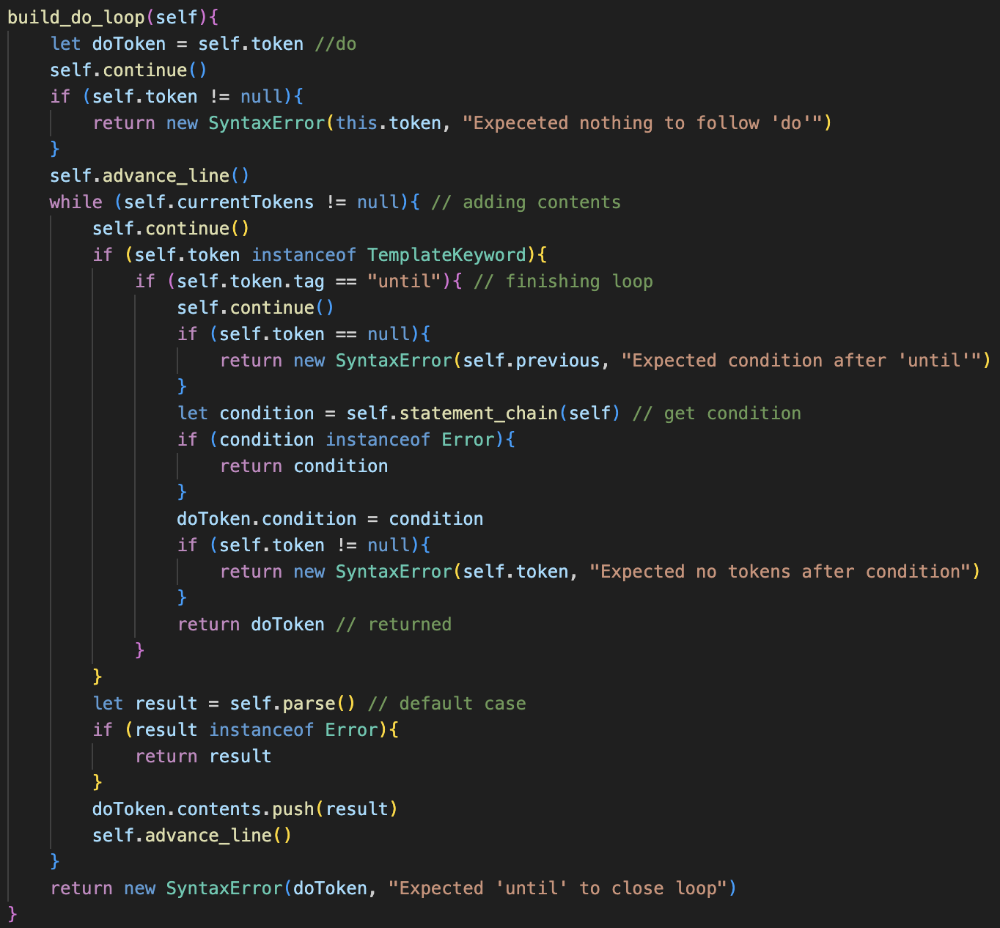 build_do_loop(self){
    let doToken = self.token //do
    self.continue()
    if (self.token != null){
        return new SyntaxError(this.token, "Expeceted nothing to follow 'do'")
    }
    self.advance_line()
    while (self.currentTokens != null){ // adding contents
        self.continue()
        if (self.token instanceof TemplateKeyword){
            if (self.token.tag == "until"){ // finishing loop
                self.continue()
                if (self.token == null){
                    return new SyntaxError(self.previous, "Expected condition after 'until'")
                }
                let condition = self.statement_chain(self) // get condition
                if (condition instanceof Error){
                    return condition
                }
                doToken.condition = condition
                if (self.token != null){
                    return new SyntaxError(self.token, "Expected no tokens after condition")
                }
                return doToken // returned
            }
        }
        let result = self.parse() // default case
        if (result instanceof Error){
            return result
        }
        doToken.contents.push(result)
        self.advance_line()
    }
    return new SyntaxError(doToken, "Expected 'until' to close loop")
}